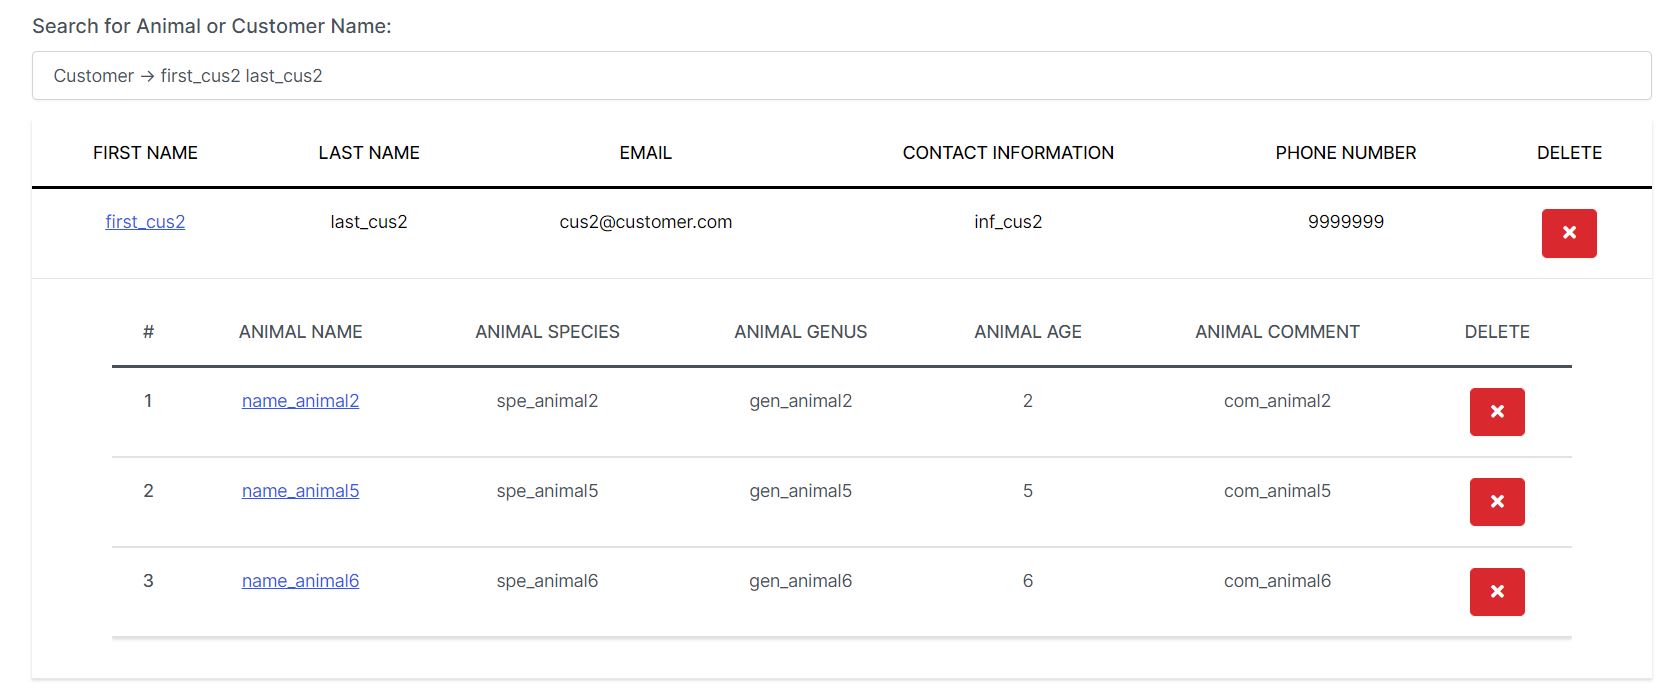 Search for Animal or Customer Name:
Customer → first_cus2 last_cus2
FIRST NAME LAST NAME EMAIL CONTACT INFORMATION PHONE NUMBER DELETE
first_cus2 last_cus2 cus2@customer.com inf_cus2 9999999
# ANIMAL NAME ANIMAL SPECIES ANIMAL GENUS ANIMAL AGE ANIMAL COMMENT DELETE
1 name_animal2 spe_animal2 gen_animal2 2 com_animal2
2 name_animal5 spe_animal5 gen_animal5 5 com_animal5
3 name_animal6 spe_animal6 gen_animal6 6 com_animal6